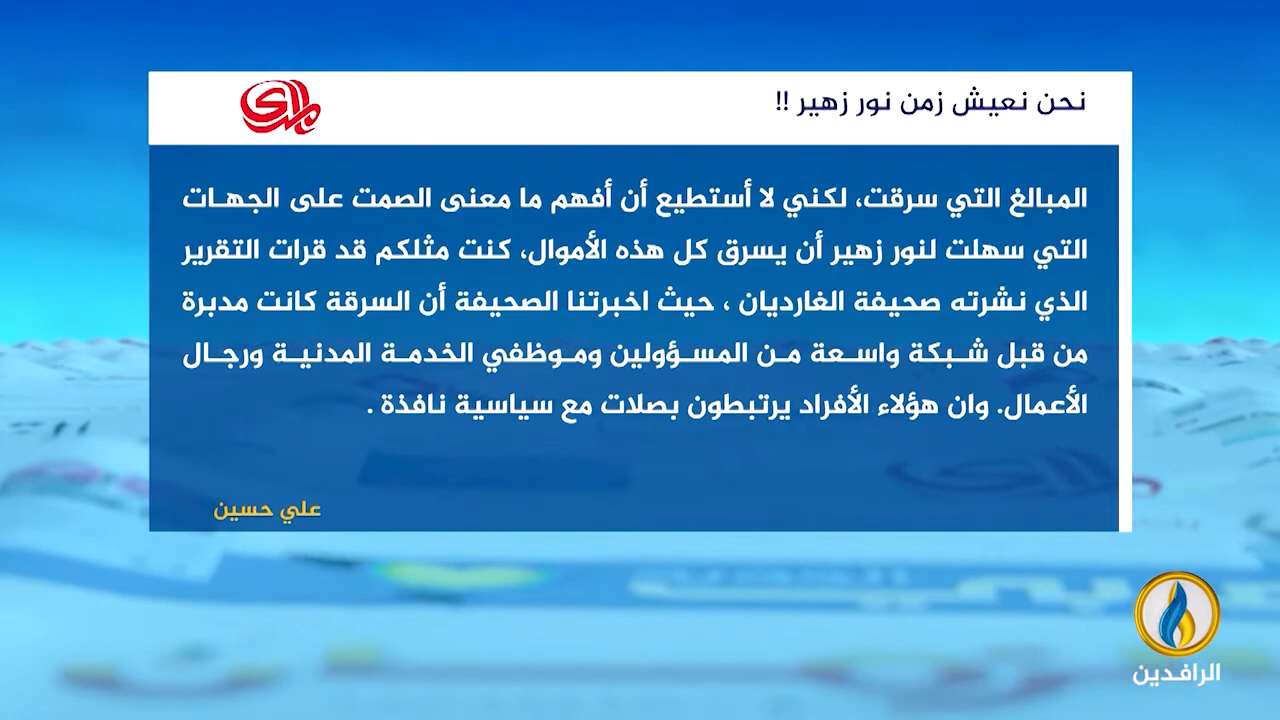 نحن نعيش زمن نور زهير !!
المدى
المبالغ التي سرقت، لكني لا أستطيع أن أفهم ما معنى الصمت على الجهات
التي سهلت لنور زهير أن يسرق كل هذه الأموال، كنت مثلكم قد قرات التقرير
الذي نشرته صحيفة الغارديان ، حيث اخبرتنا الصحيفة أن السرقة كانت مدبرة
من قبل شبكة واسعة من المسؤولين وموظفي الخدمة المدنية ورجال
الأعمال. وان هؤلاء الأفراد يرتبطون بصلات مع سياسية نافذة .
علي حسين
الرافدين